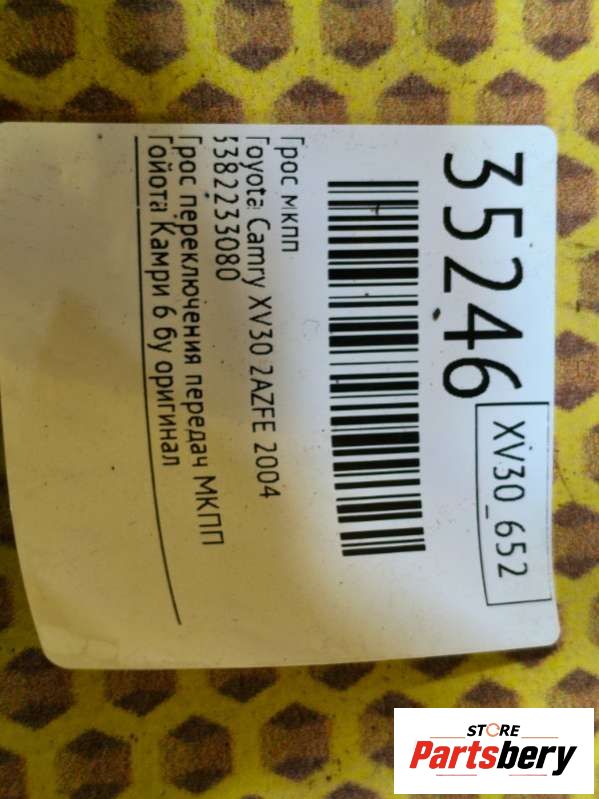 35246
XV30_652
Трос мкпп
Toyota Camry XV30 2AZFE 2004
3382233080
Трос переключения передач МКПП
Тойота Камри 6 бу оригинал
STORE
Partsbery